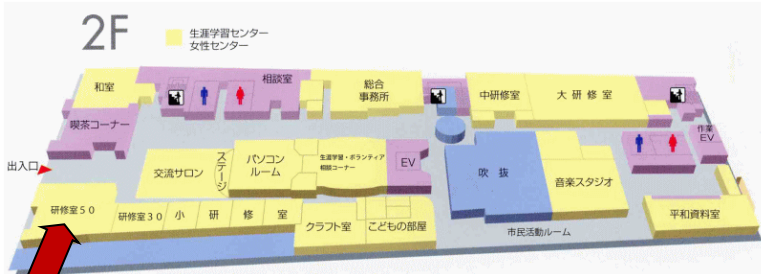 2F
生涯学習センター
女性センター
和室
相談室
総合
事務所
中研修室
大研修室
喫茶コーナー
作業
EV
出入口
交流サロン
ステージ
パソコン
ルーム
生涯学習・ボランティア
相談コーナー
EV
吹抜
音楽スタジオ
研修室50
研修室30
小研修室
クラフト室
こどもの部屋
市民活動ルーム
平和資料室